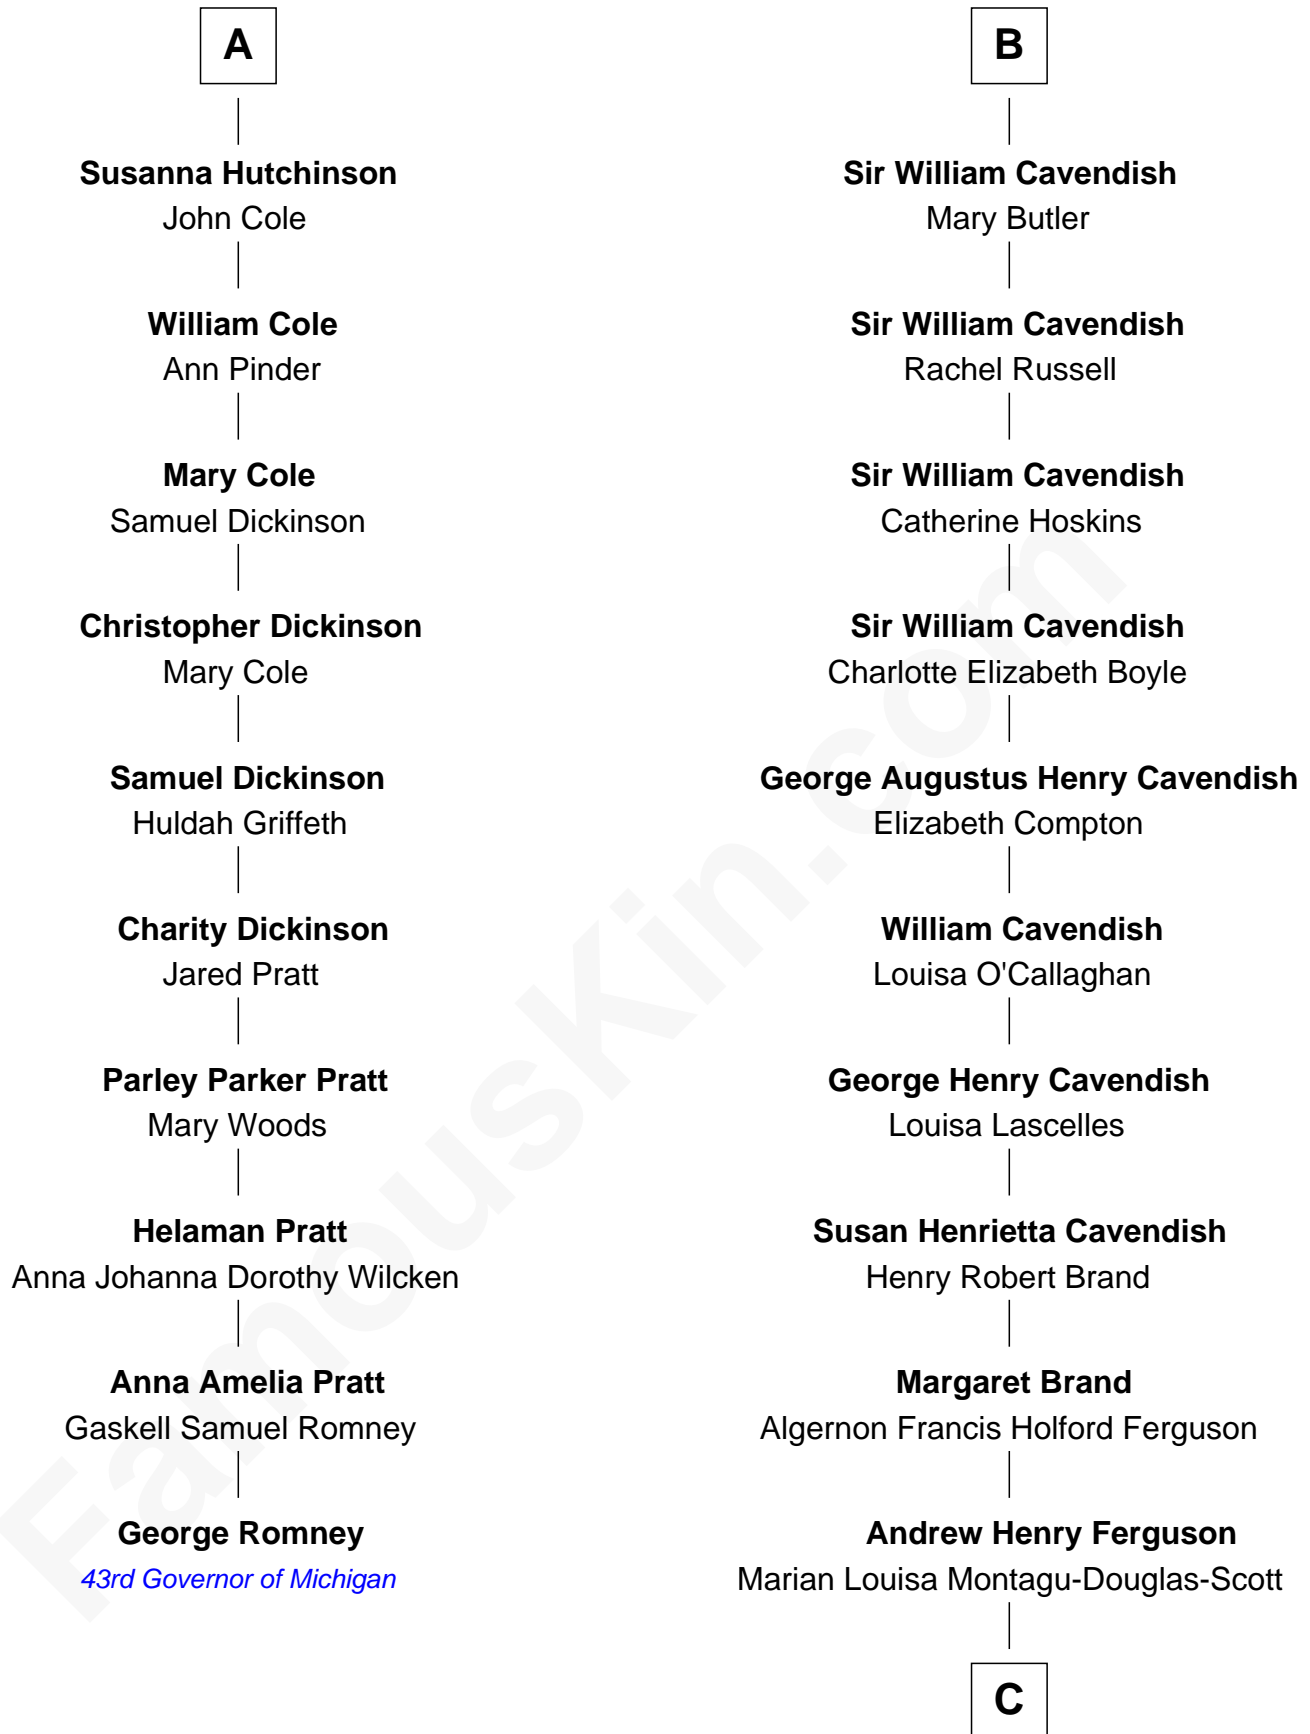 A
Susanna Hutchinson
John Cole
William Cole
Ann Pinder
Mary Cole
Samuel Dickinson
Christopher Dickinson
Mary Cole
Samuel Dickinson
Huldah Griffeth
Charity Dickinson
Jared Pratt
Parley Parker Pratt
Mary Woods
Helaman Pratt
Anna Johanna Dorothy Wilcken
Anna Amelia Pratt
Gaskell Samuel Romney
George Romney
43rd Governor of Michigan
B
Sir William Cavendish
Mary Butler
Sir William Cavendish
Rachel Russell
Sir William Cavendish
Catherine Hoskins
Sir William Cavendish
Charlotte Elizabeth Boyle
George Augustus Henry Cavendish
Elizabeth Compton
William Cavendish
Louisa O'Callaghan
George Henry Cavendish
Louisa Lascelles
Susan Henrietta Cavendish
Henry Robert Brand
Margaret Brand
Algernon Francis Holford Ferguson
Andrew Henry Ferguson
Marian Louisa Montagu-Douglas-Scott
C
FamousKin.com